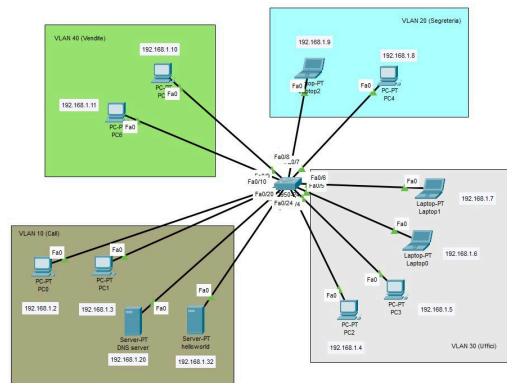 VLAN 40 (Vendite)
192.168.1.10
Fa0
192.168.1.11
Fa0
VLAN 20 (Segreteria)
192.168.1.9
192.168.1.8
Fa0
Laptop2
Fa0
PC-PT
PC4
Fa0/8
Fa0/10
Fa0/20
Fa0/24
Fa0/6
Fa0/5
Fa0
Laptop-PT
Laptop1
192.168.1.7
Fa0
Laptop-PT
Laptop0
192.168.1.6
Fa0
PC-PT
PC3
192.168.1.5
Fa0
PC-PT
PC2
192.168.1.4
VLAN 30 (Uffici)
VLAN 10 (Call)
Fa0
PC-PT
PC0
192.168.1.2
Fa0
PC-PT
PC1
192.168.1.3
Fa0
Server-PT
DNS server
192.168.1.20
Fa0
Server-PT
helloworld
192.168.1.32